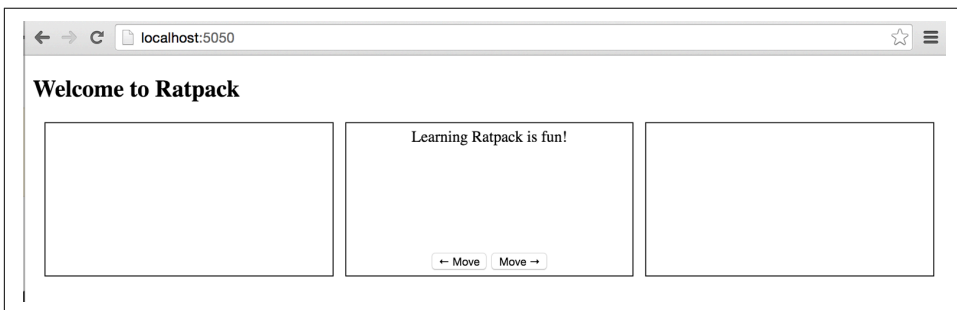 localhost:5050
Welcome to Ratpack
Learning Ratpack is fun!
← Move Move →